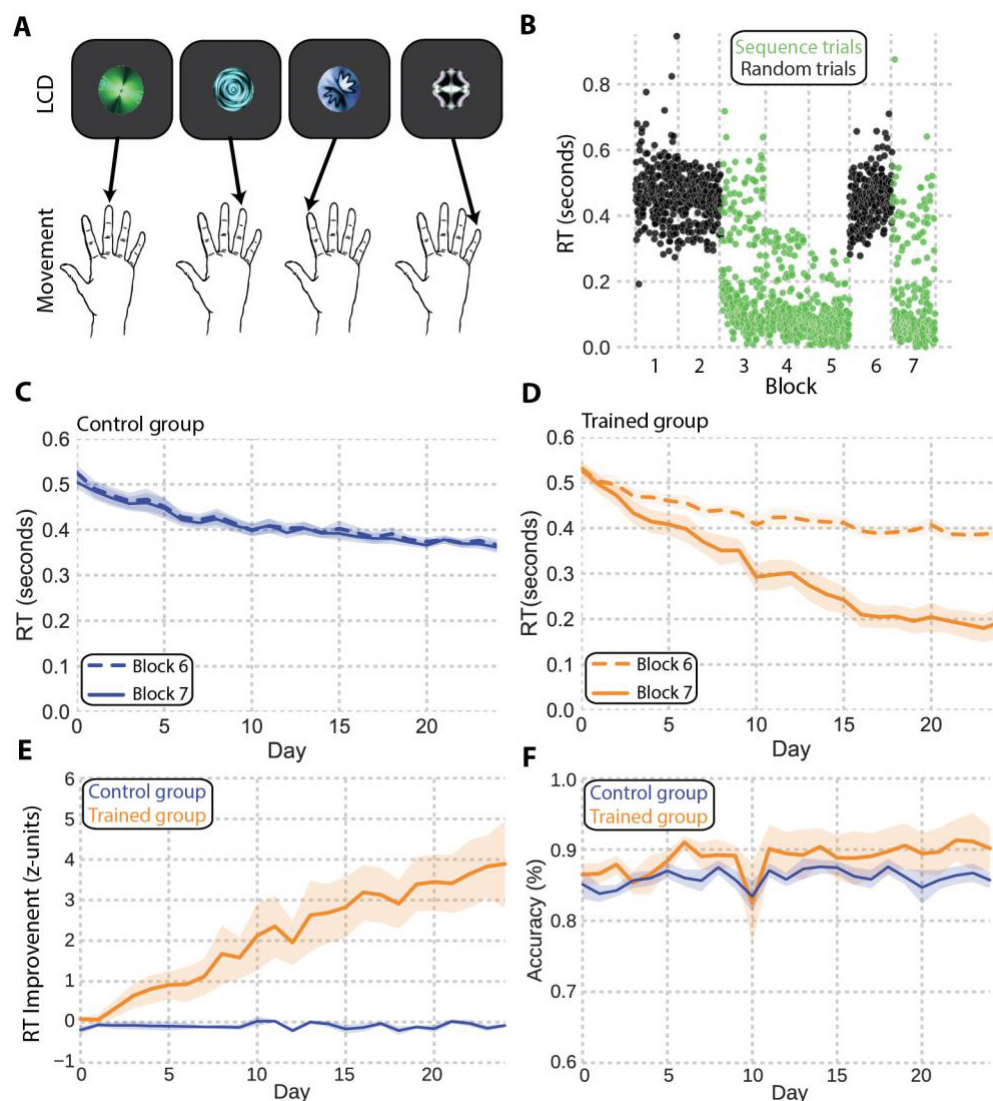 A
LCD
Movement
B
Sequence trials
Random trials
RT (seconds)
0.8
0.6
0.4
0.2
0.0
1 2 3 4 5 6 7
Block
C
Control group
RT (seconds)
0.6
0.5
0.4
0.3
0.2
0.1
0.0
Block 6
Block 7
0 5 10 15 20
Day
D
Trained group
RT(seconds)
0.6
0.5
0.4
0.3
0.2
0.1
0.0
Block 6
Block 7
0 5 10 15 20
Day
E
Control group
Trained group
RT Improvenent (z-units)
6
5
4
3
2
1
0
−1
0 5 10 15 20
Day
F
Control group
Trained group
Accuracy (%)
1.0
0.9
0.8
0.7
0.6
0 5 10 15 20
Day